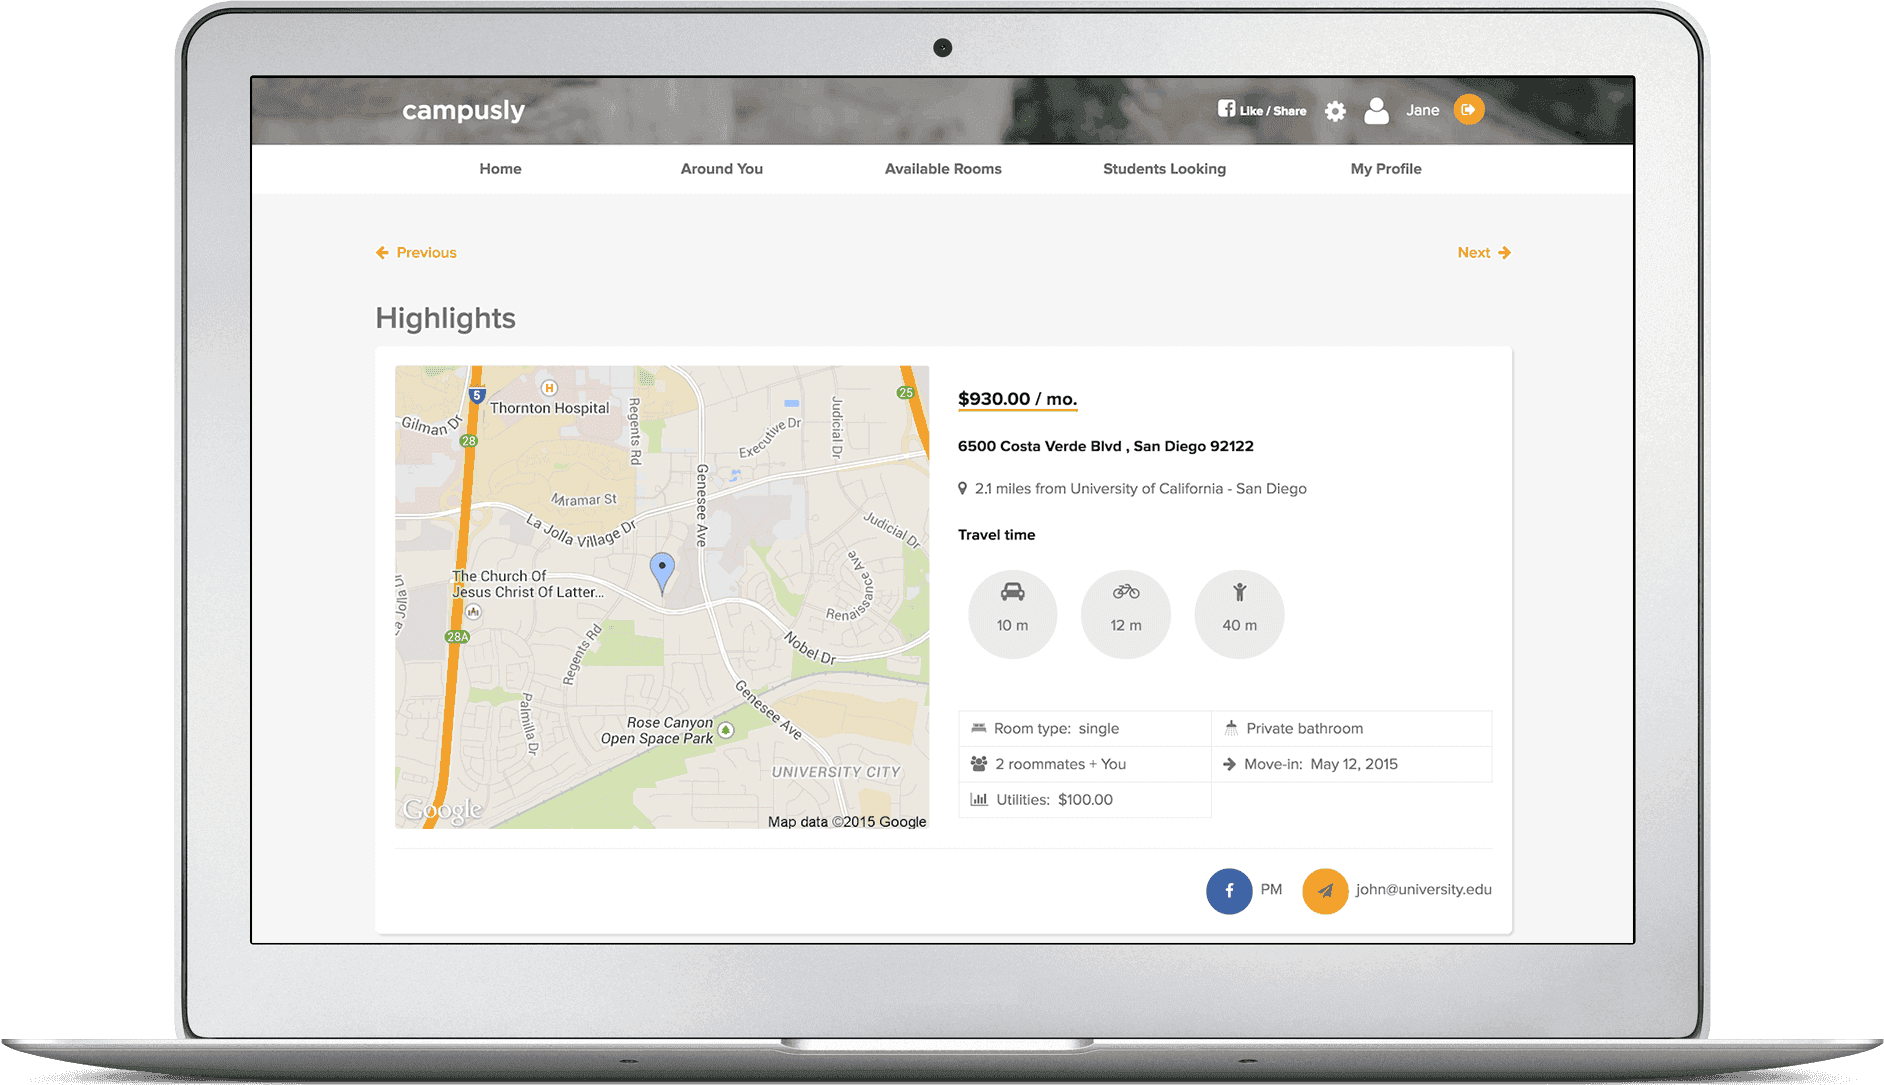 campusly
Like / Share
Jane
Home
Around You
Available Rooms
Students Looking
My Profile
Previous
Next
Highlights
5
H
Thornton Hospital
Gilman Dr
28
Regents Rd
Executive Dr
Judicial Dr
25
Miramar St
La Jolla Village Dr
Genesee Ave
Judicial Dr
Renaissance Ave
The Church Of
Jesus Christ Of Latter...
La Jolla
28A
Regents Rd
Nobel Dr
Palmilla Dr
Genesee Ave
Rose Canyon
Open Space Park
UNIVERSITY CITY
Google
Map data ©2015 Google
$930.00 / mo.
6500 Costa Verde Blvd , San Diego 92122
2.1 miles from University of California - San Diego
Travel time
10 m
12 m
40 m
Room type: single
Private bathroom
2 roommates + You
Move-in: May 12, 2015
Utilities: $100.00
f
PM
john@university.edu